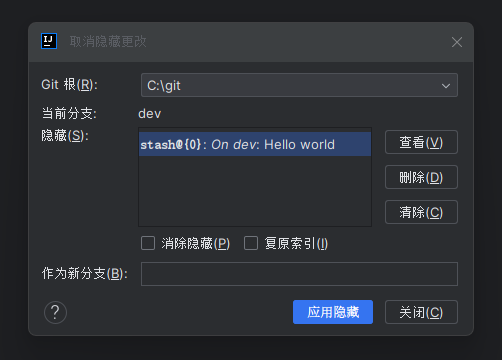 IJ 取消隐藏更改
Git 根(R): C:\git
当前分支: dev
隐藏(S):
stash@{0}: On dev: Hello world
查看(V)
删除(D)
清除(C)
消除隐藏(P) 复原索引(I)
作为新分支(B):
? 应用隐藏 关闭(C)